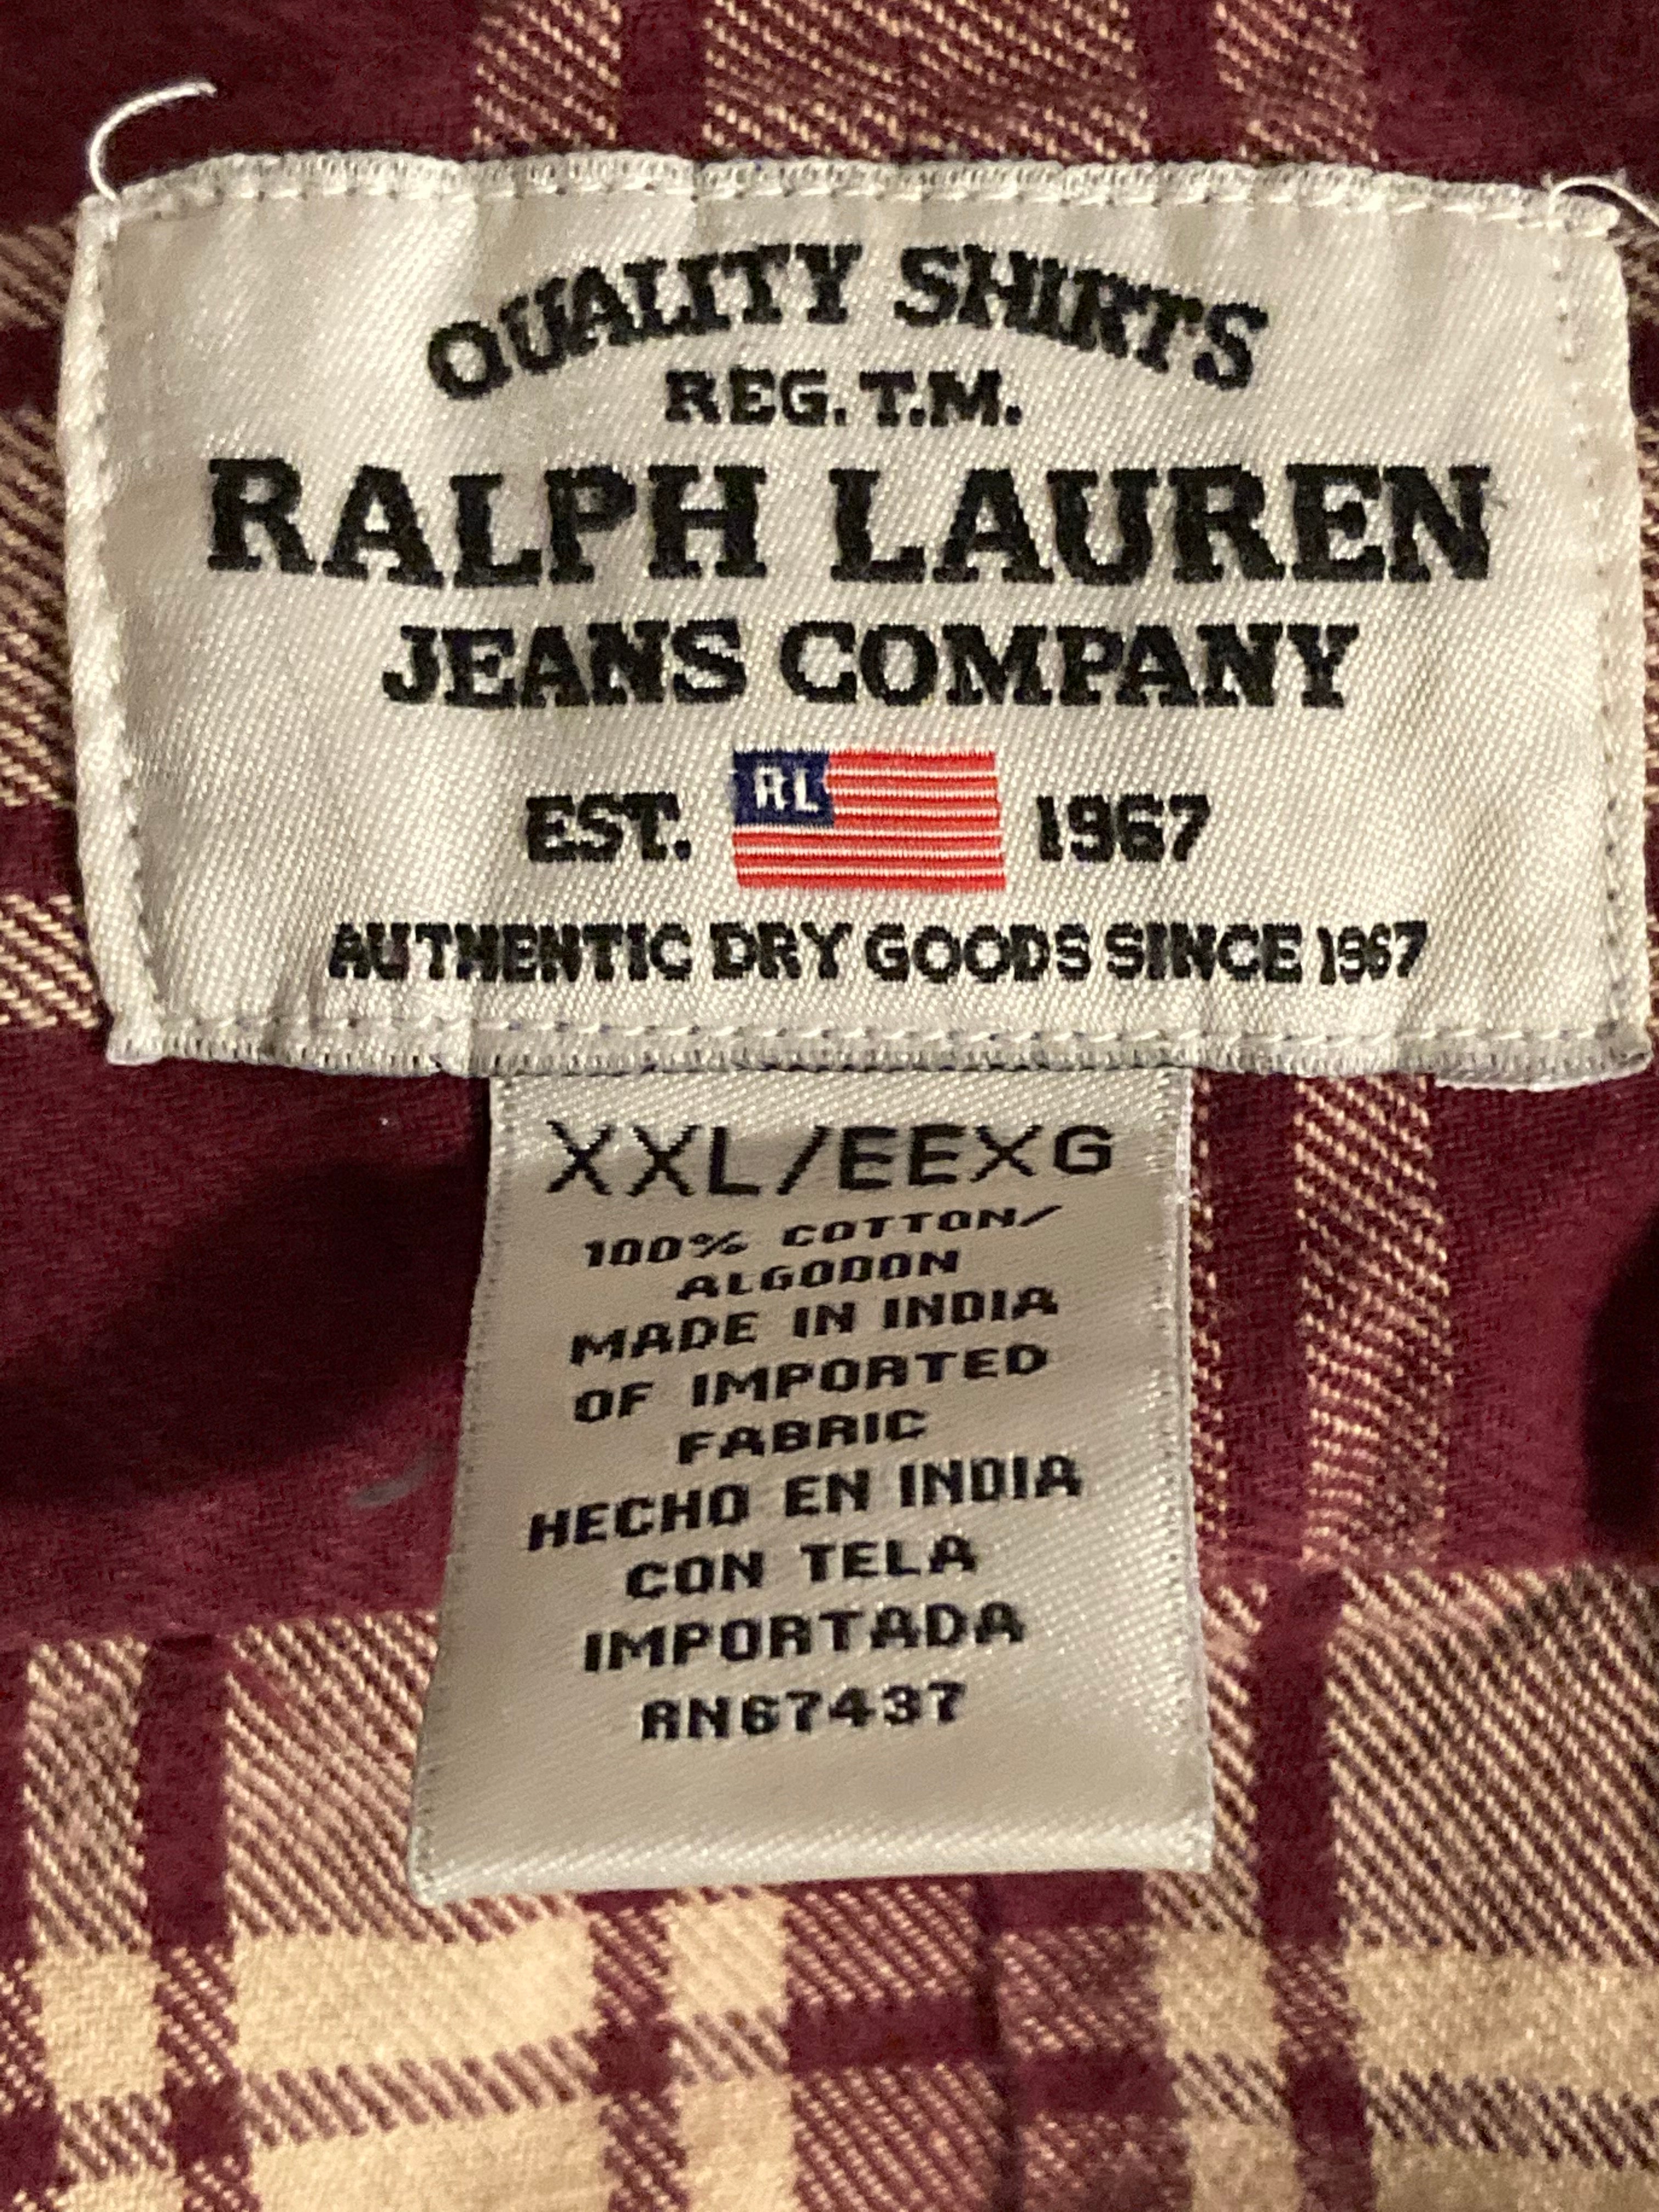 QUALITY SHIRTS
REG. T.M.
RALPH LAUREN
JEANS COMPANY
EST. RL 1967
AUTHENTIC DRY GOODS SINCE 1967
XXL/EEXG
100% COTTON/
ALGODON
MADE IN INDIA
OF IMPORTED
FABRIC
HECHO EN INDIA
CON TELA
IMPORTADA
RN67437